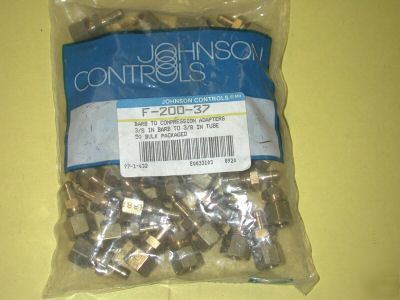 JOHNSON
CONTROLS
JOHNSON CONTROLS
F-200-37
BARB TO COMPRESSION ADAPTERS
3/8 IN BARB TO 3/8 IN TUBE
50 BULK PACKAGED
0920